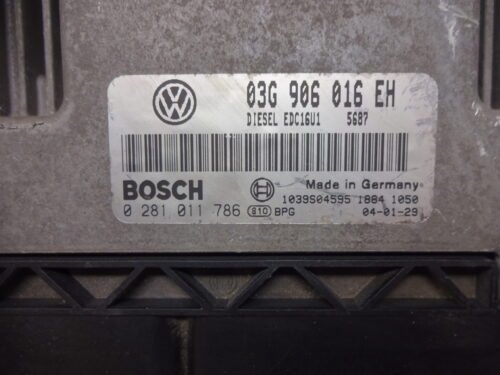 03G 906 016 EH
DIESEL EDC16U1 5687
BOSCH
Made in Germany
1039S04595 1884 1050
0 281 011 786 810 BPG
04-01-29